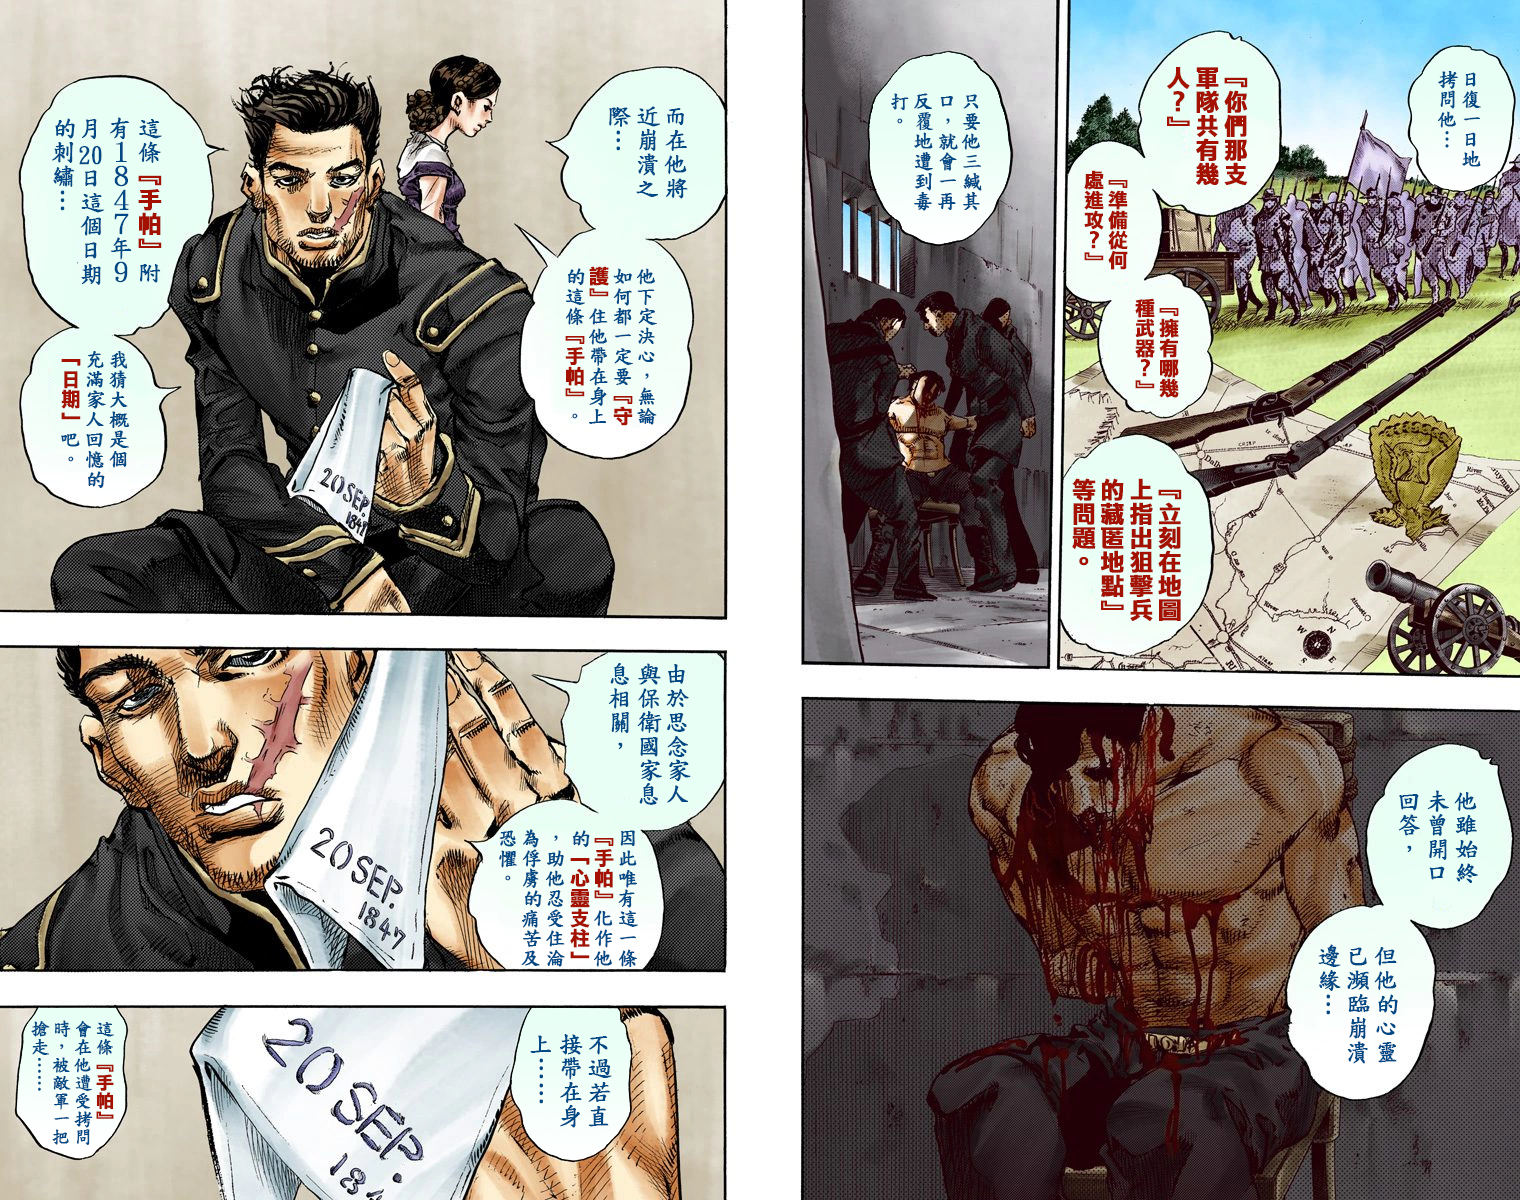 日復一日地
拷問他…
『你們那支
軍隊共有幾
人？』
『準備從何
處進攻？』
『擁有哪幾
種武器？』
『立刻在地圖
上指出狙擊兵
的藏匿地點』
等問題。
只要他三緘其
口，就會一再
反覆地遭到毒
打。
他雖始終
未曾開口
回答，
但他的心靈
已瀕臨崩潰
邊緣…
而在他將
近崩潰之
際…
他下定決心，無論
如何都一定要『守
護』住他帶在身上
的這條『手帕』。
這條『手帕』附
有1847年9
月20日這個日期
的刺繡…
我猜大概是個
充滿家人回憶的
「日期」吧。
20SEP.
1847
由於思念家人
與保衛國家息
息相關，
因此唯有這一條
『手帕』化作他
的「心靈支柱」
，助他忍受住淪
為俘虜的痛苦及
恐懼。
20SEP.
1847
不過若直
接帶在身
上……
這條『手帕』
會在他遭受拷問
時，被敵軍一把
搶走……
20SEP.
184